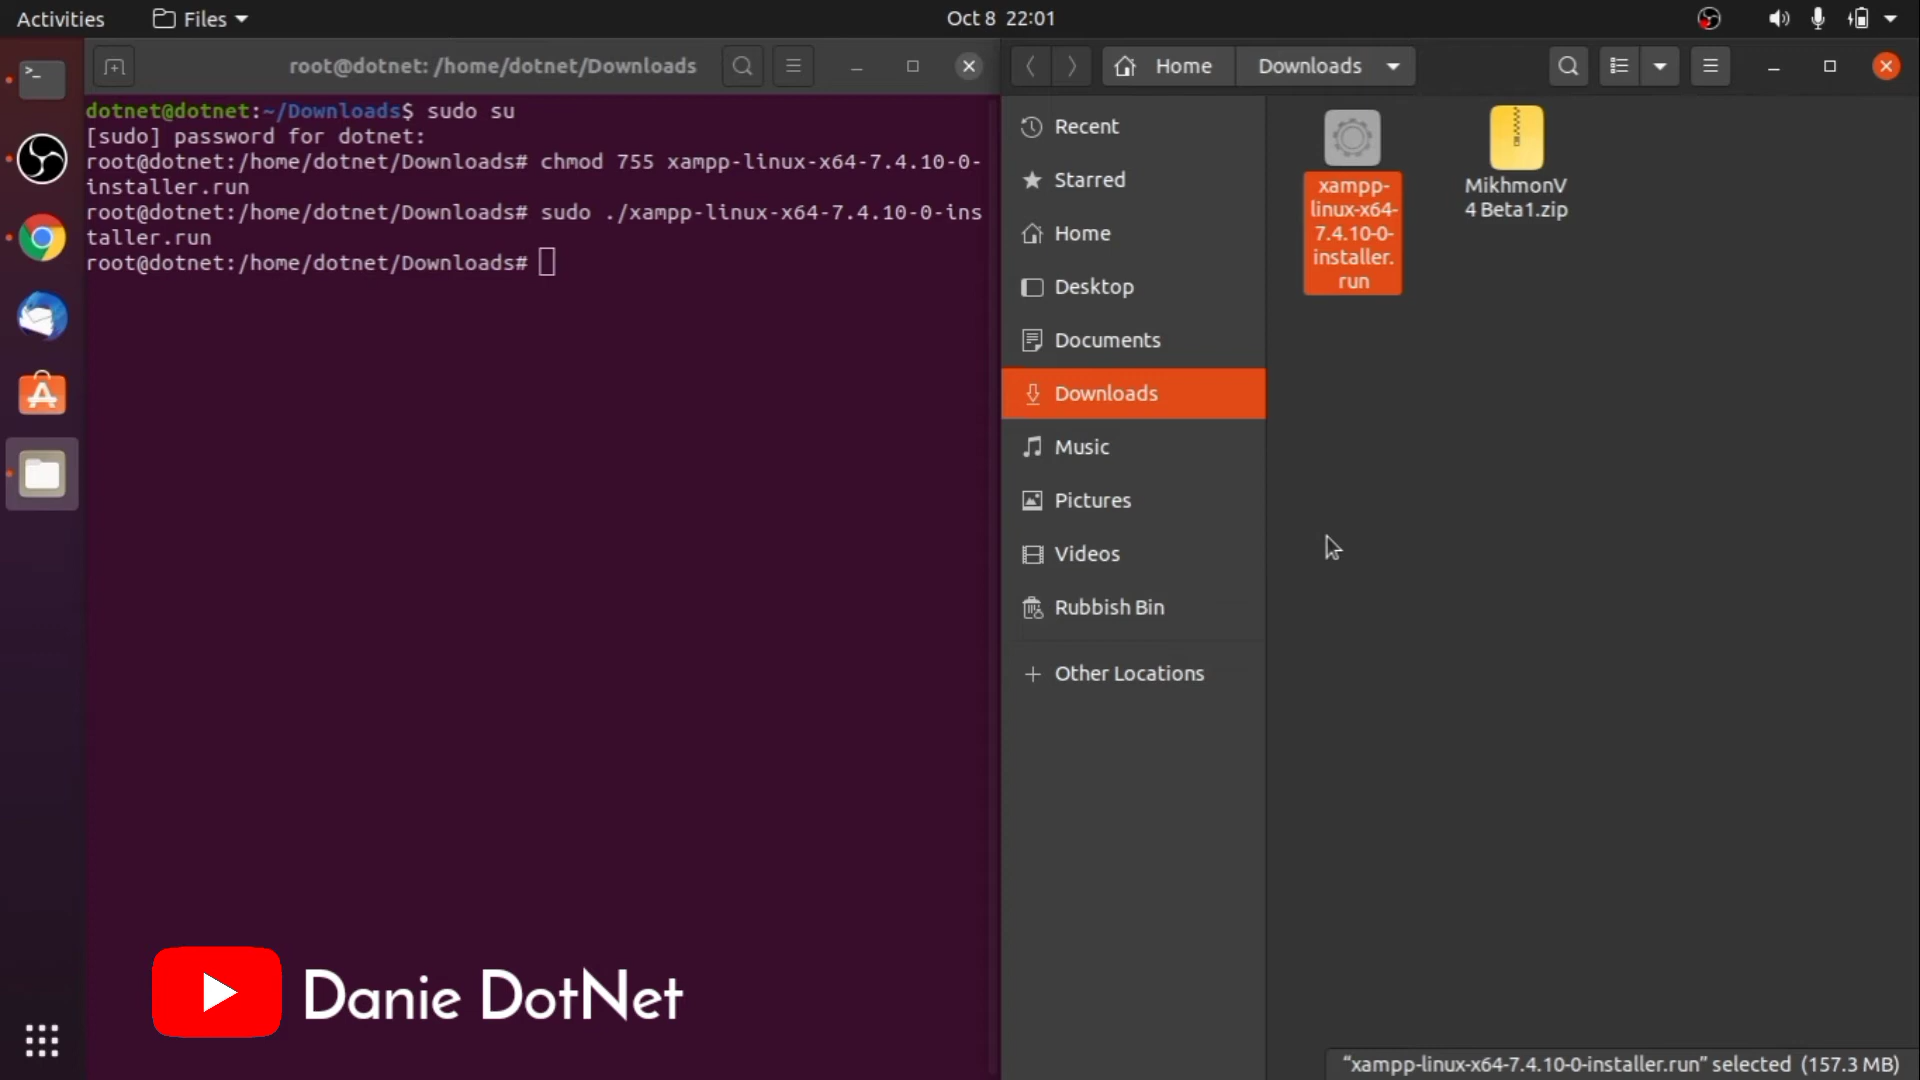 Activities
Files
Oct 8 22:01
root@dotnet: /home/dotnet/Downloads
Home
Downloads
dotnet@dotnet:~/Downloads$ sudo su
[sudo] password for dotnet:
root@dotnet:/home/dotnet/Downloads# chmod 755 xampp-linux-x64-7.4.10-0-
installer.run
root@dotnet:/home/dotnet/Downloads# sudo ./xampp-linux-x64-7.4.10-0-ins
taller.run
root@dotnet:/home/dotnet/Downloads#
Recent
Starred
Home
Desktop
Documents
Downloads
Music
Pictures
Videos
Rubbish Bin
Other Locations
xampp-
linux-x64-
7.4.10-0-
installer.
run
MikhmonV
4 Beta1.zip
Danie DotNet
“xampp-linux-x64-7.4.10-0-installer.run” selected (157.3 MB)